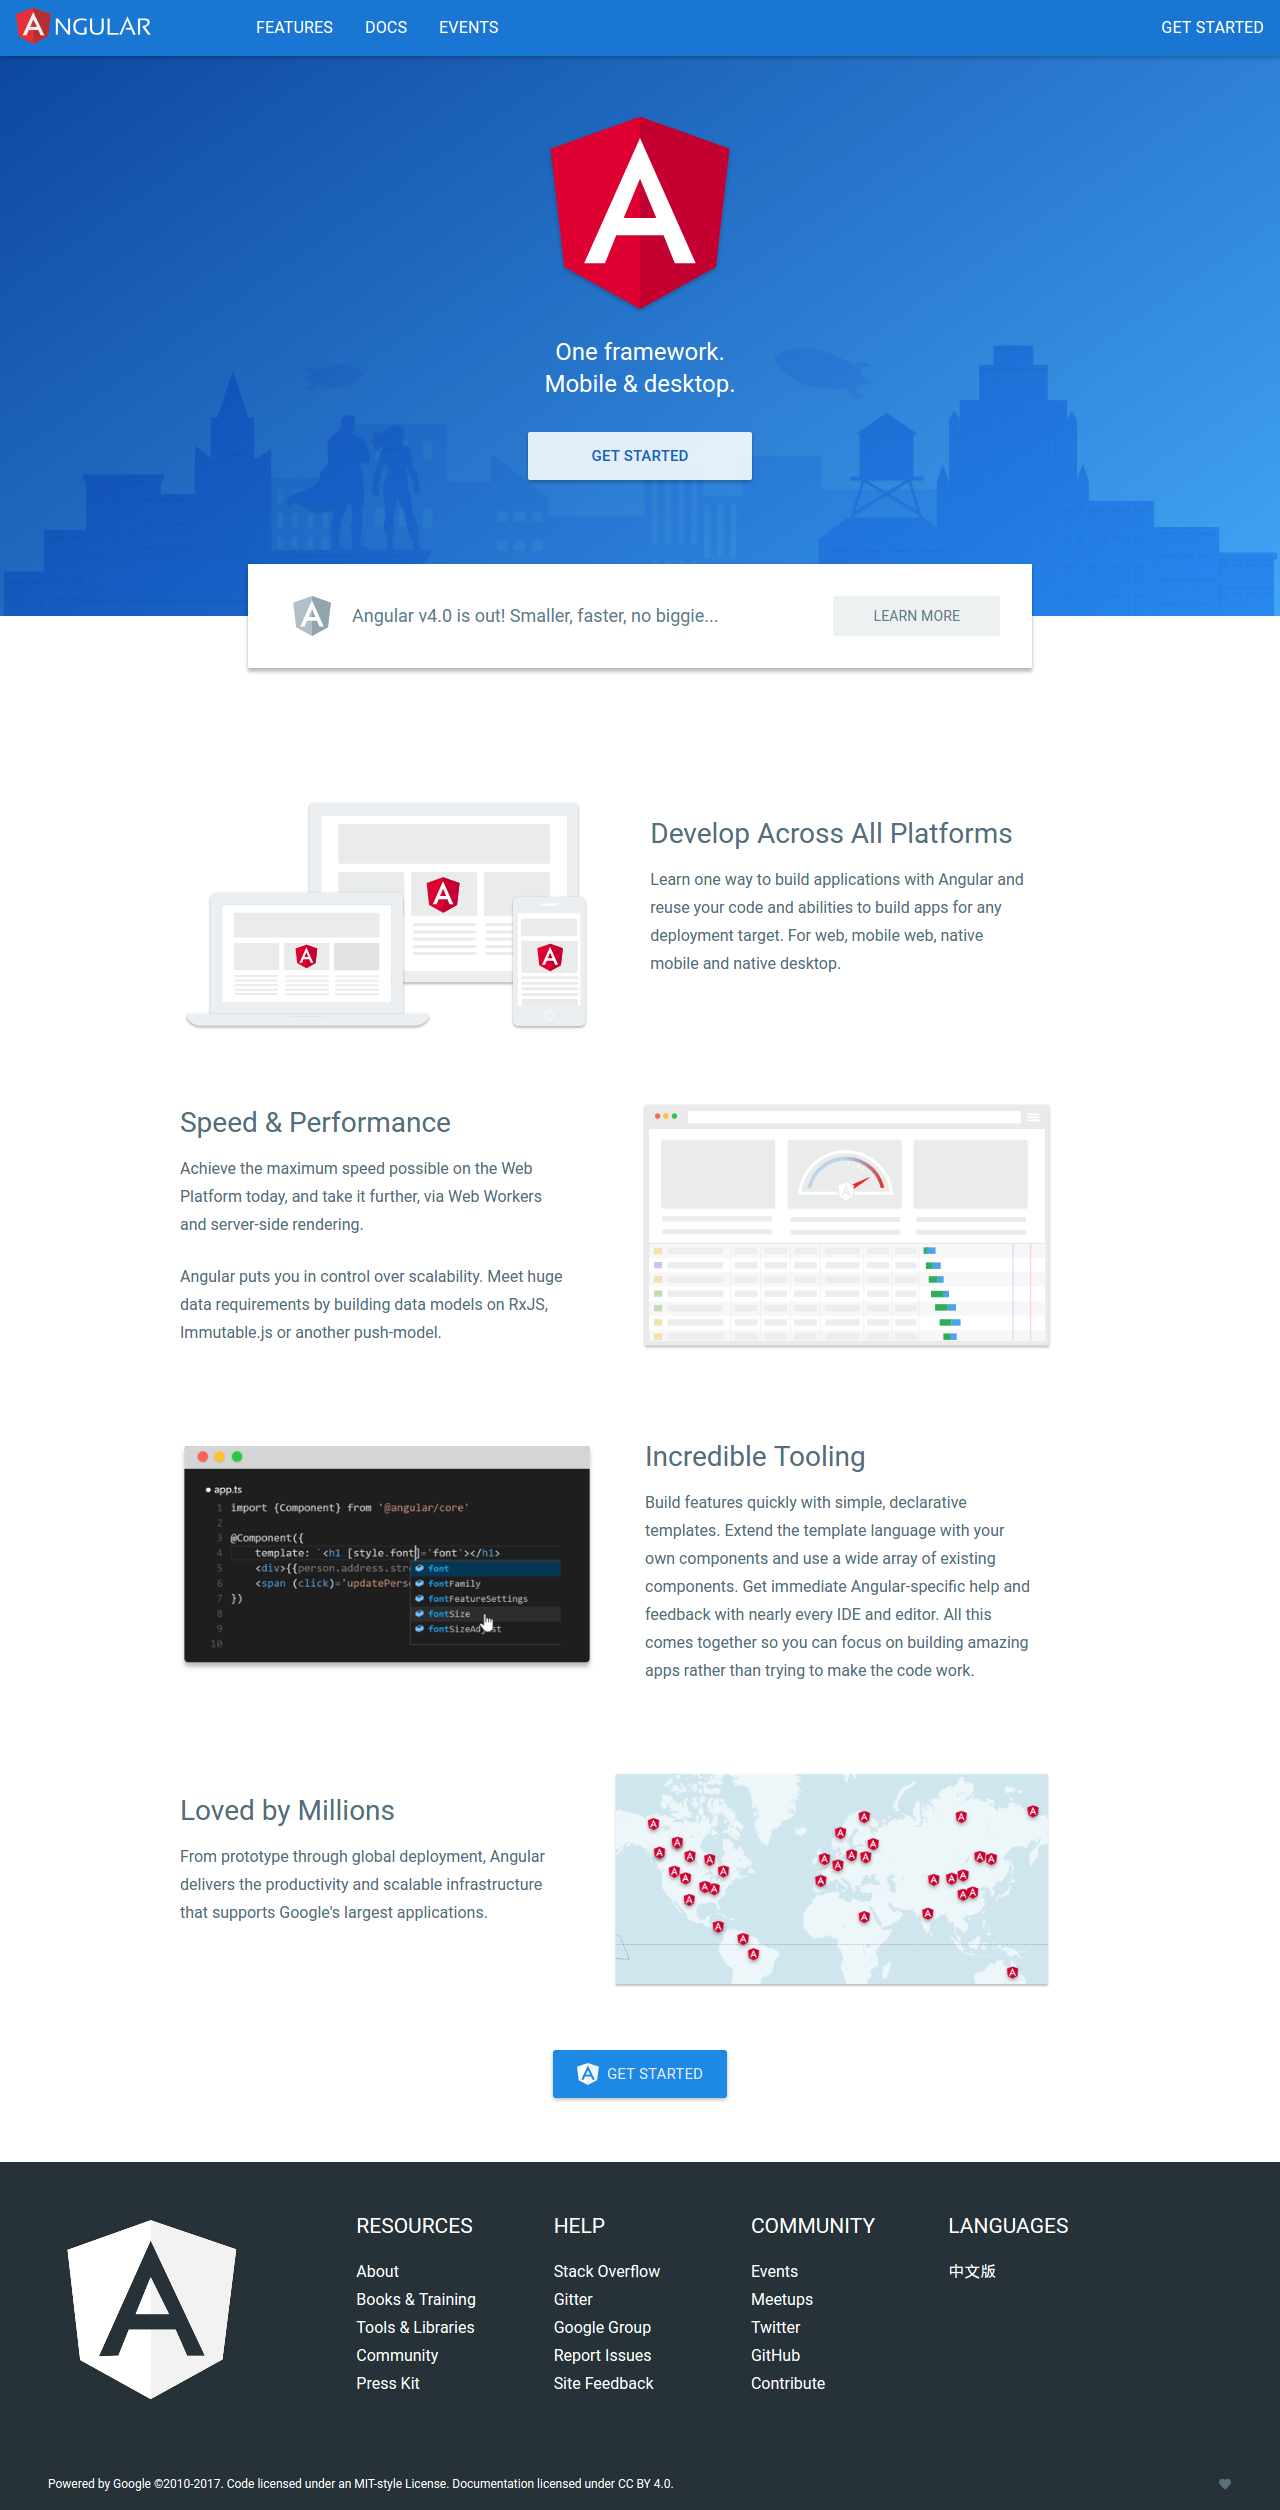 ANGULAR
FEATURES DOCS EVENTS GET STARTED
One framework.
Mobile & desktop.
GET STARTED
Angular v4.0 is out! Smaller, faster, no biggie...
LEARN MORE
Develop Across All Platforms
Learn one way to build applications with Angular and
reuse your code and abilities to build apps for any
deployment target. For web, mobile web, native
mobile and native desktop.
Speed & Performance
Achieve the maximum speed possible on the Web
Platform today, and take it further, via Web Workers
and server-side rendering.
Angular puts you in control over scalability. Meet huge
data requirements by building data models on RxJS,
Immutable.js or another push-model.
app.ts
1 import {Component} from '@angular/core'
2
3 @Component({
4 template: `<h1 [style.font]='font'></h1>
5 <div>{{person.address.str
6 <span (click)='updatePers
7 })
8
9
10
font
fontFamily
fontFeatureSettings
fontSize
fontSizeAdjust
Incredible Tooling
Build features quickly with simple, declarative
templates. Extend the template language with your
own components and use a wide array of existing
components. Get immediate Angular-specific help and
feedback with nearly every IDE and editor. All this
comes together so you can focus on building amazing
apps rather than trying to make the code work.
Loved by Millions
From prototype through global deployment, Angular
delivers the productivity and scalable infrastructure
that supports Google's largest applications.
GET STARTED
RESOURCES
About
Books & Training
Tools & Libraries
Community
Press Kit
HELP
Stack Overflow
Gitter
Google Group
Report Issues
Site Feedback
COMMUNITY
Events
Meetups
Twitter
GitHub
Contribute
LANGUAGES
中文版
Powered by Google ©2010-2017. Code licensed under an MIT-style License. Documentation licensed under CC BY 4.0.